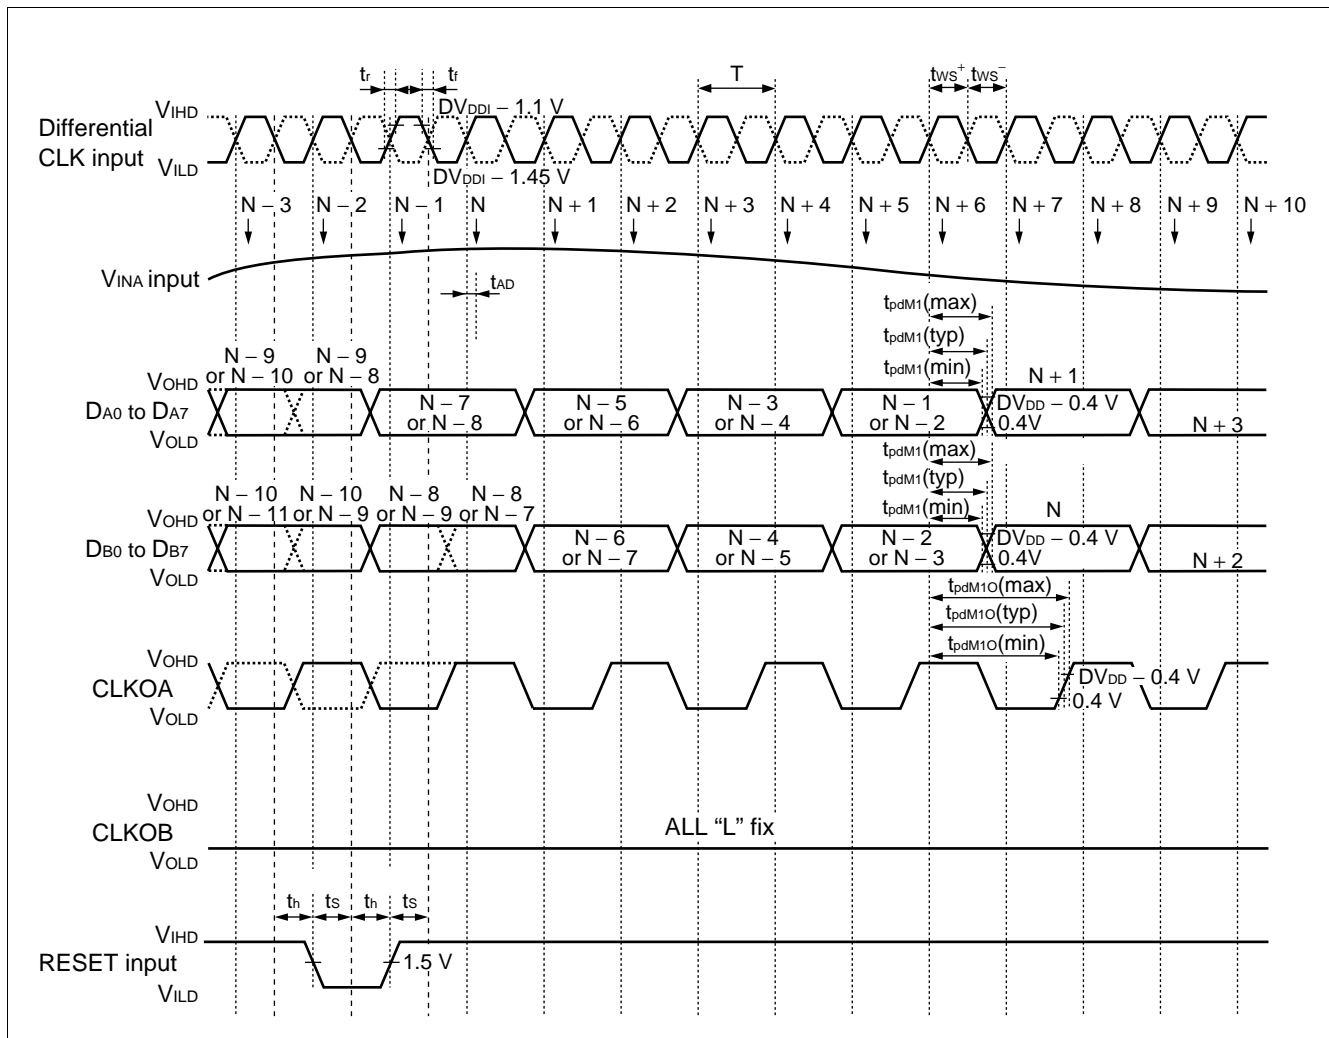 tr tf T tws+ tws−
VIHD DVDDI – 1.1 V
Differential
CLK input
VILD DVDDI – 1.45 V
N – 3 N – 2 N – 1 N N + 1 N + 2 N + 3 N + 4 N + 5 N + 6 N + 7 N + 8 N + 9 N + 10
VINA input
tAD
tpdM1(max)
tpdM1(typ)
tpdM1(min)
N – 9 N – 9
or N – 10 or N – 8
N + 1
VOHD
DA0 to DA7
VOLD
N – 7 N – 5 N – 3 N – 1 DVDD – 0.4 V
or N – 8 or N – 6 or N – 4 or N – 2 0.4V N + 3
tpdM1(max)
tpdM1(typ)
tpdM1(min)
N – 10 N – 10 N – 8 N – 8
or N – 11 or N – 9 or N – 9 or N – 7
N
VOHD
DB0 to DB7
VOLD
N – 6 N – 4 N – 2 DVDD – 0.4 V
or N – 7 or N – 5 or N – 3 0.4V N + 2
tpdM1O(max)
tpdM1O(typ)
tpdM1O(min)
VOHD
CLKOA DVDD – 0.4 V
VOLD 0.4 V
VOHD
CLKOB ALL “L” fix
VOLD
th ts th ts
VIHD
RESET input 1.5 V
VILD